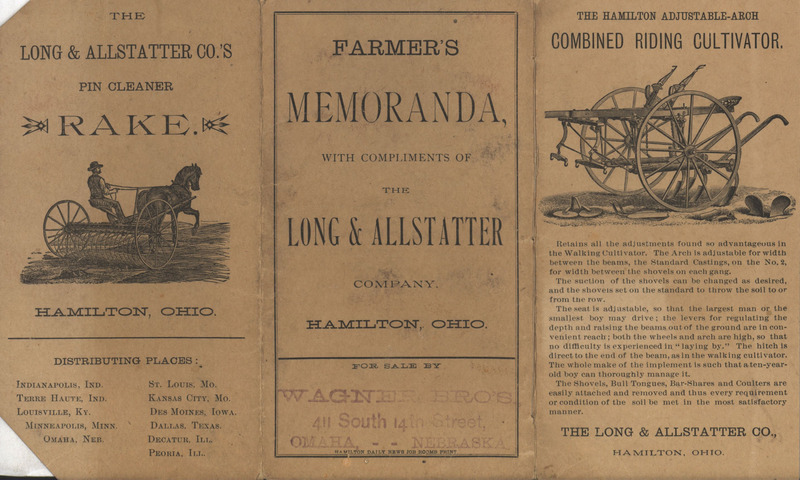 THE
LONG & ALLSTATTER CO.'S
PIN CLEANER
RAKE.
HAMILTON, OHIO.
DISTRIBUTING PLACES:
INDIANAPOLIS, IND.
TERRE HAUTE, IND.
LOUISVILLE, KY.
MINNEAPOLIS, MINN.
OMAHA, NEB.
ST. LOUIS, MO.
KANSAS CITY, MO.
DES MOINES, IOWA.
DALLAS, TEXAS.
DECATUR, ILL.
PEORIA, ILL.
FARMER'S
MEMORANDA,
WITH COMPLIMENTS OF
THE
LONG & ALLSTATTER
COMPANY.
HAMILTON, OHIO.
FOR SALE BY
WAGNER BRO'S
411 South 14th Street,
OMAHA, - - NEBRASKA
HAMILTON DAILY NEWS JOB ROOMS PRINT
THE HAMILTON ADJUSTABLE-ARCH
COMBINED RIDING CULTIVATOR.
Retains all the adjustments found so advantageous in
the Walking Cultivator. The Arch is adjustable for width
between the beams, the Standard Castings, on the No. 2,
for width between the shovels on each gang.
The suction of the shovels can be changed as desired,
and the shovels set on the standard to throw the soil to or
from the row.
The seat is adjustable, so that the largest man or the
smallest boy may drive; the levers for regulating the
depth and raising the beams out of the ground are in con-
venient reach; both the wheels and arch are high, so that
no difficulty is experienced in "laying by." The hitch is
direct to the end of the beam, as in the walking cultivator.
The whole make of the implement is such that a ten-year-
old boy can thoroughly manage it.
The Shovels, Bull Tongues, Bar-Shares and Coulters are
easily attached and removed and thus every requirement
or condition of the soil be met in the most satisfactory
manner.
THE LONG & ALLSTATTER CO.,
HAMILTON, OHIO.